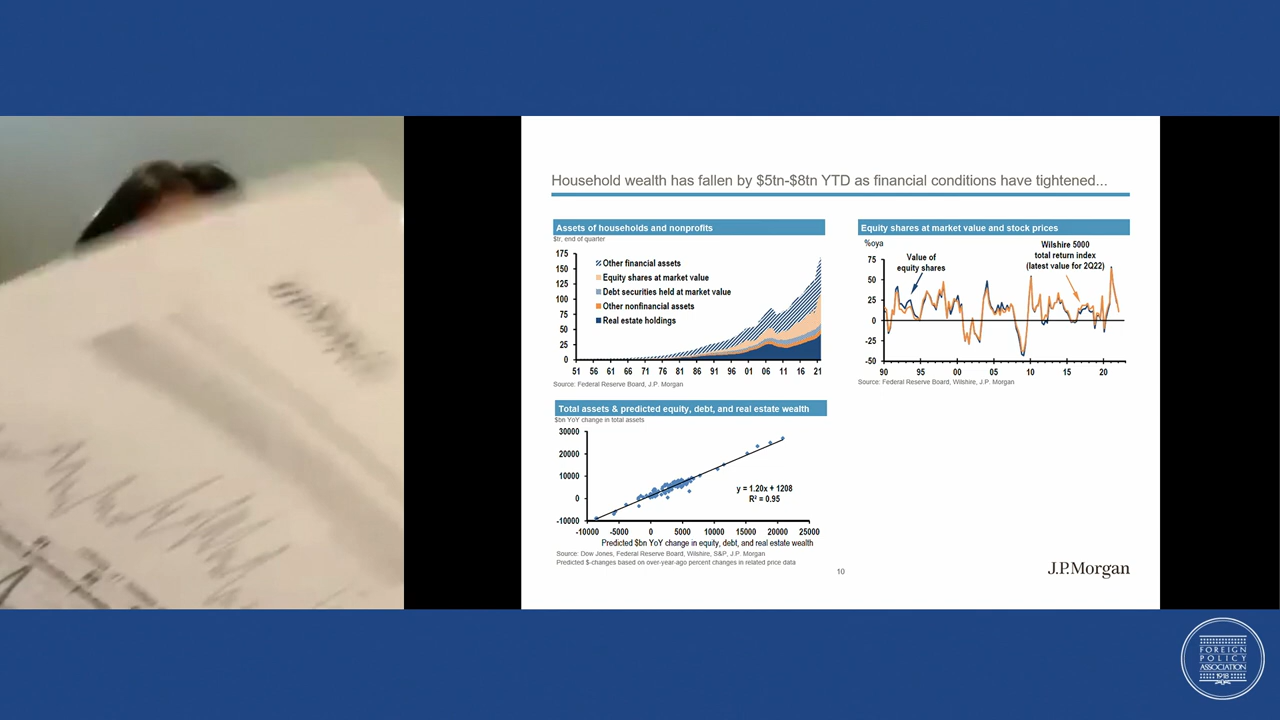 Household wealth has fallen by $5tn-$8tn YTD as financial conditions have tightened...
Assets of households and nonprofits
$tr, end of quarter
175
150
125
100
75
50
25
0
Other financial assets
Equity shares at market value
Debt securities held at market value
Other nonfinancial assets
Real estate holdings
51 56 61 66 71 76 81 86 91 96 01 06 11 16 21
Source: Federal Reserve Board, J.P. Morgan
Equity shares at market value and stock prices
%oya
75
50
25
0
-25
-50
Value of
equity shares
Wilshire 5000
total return index
(latest value for 2Q22)
90 95 00 05 10 15 20
Source: Federal Reserve Board, Wilshire, J.P. Morgan
Total assets & predicted equity, debt, and real estate wealth
$bn YoY change in total assets
30000
20000
10000
0
-10000
y = 1.20x + 1208
R² = 0.95
-10000 -5000 0 5000 10000 15000 20000 25000
Predicted $bn YoY change in equity, debt, and real estate wealth
Source: Dow Jones, Federal Reserve Board, Wilshire, S&P, J.P. Morgan
Predicted $-changes based on over-year-ago percent changes in related price data
10
J.P.Morgan
FOREIGN
POLICY
ASSOCIATION
1918